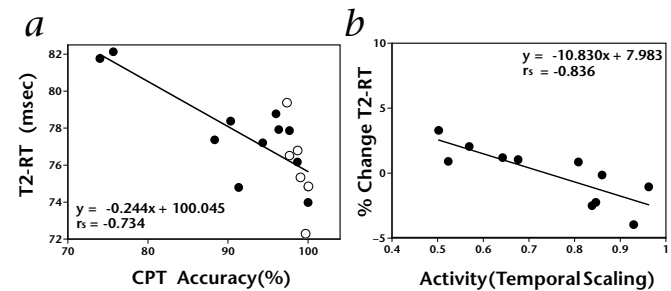 a
T2-RT (msec)
82
80
78
76
74
72
70
80
90
100
y = -0.244x + 100.045
rs = -0.734
CPT Accuracy(%)
b
% Change T2-RT
10
5
0
-5
0.4
0.5
0.6
0.7
0.8
0.9
1
y = -10.830x + 7.983
rs = -0.836
Activity(Temporal Scaling)